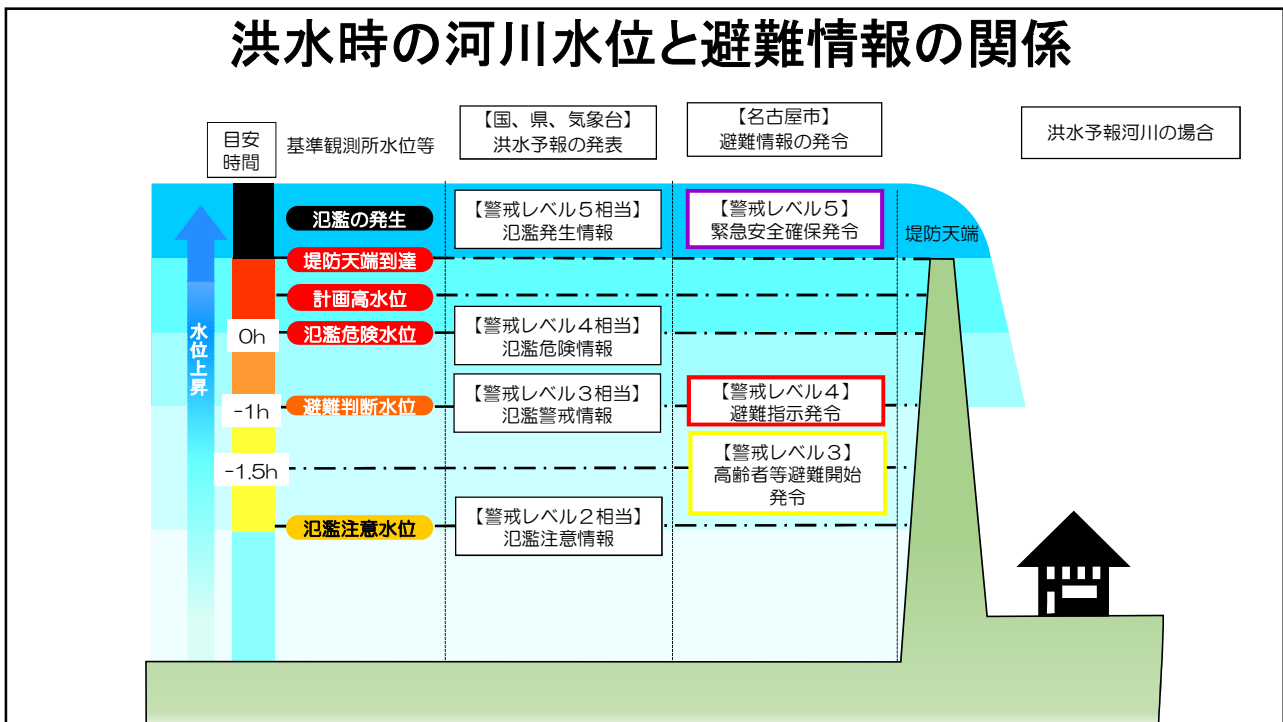 洪水時の河川水位と避難情報の関係
目安
時間
基準観測所水位等
【国、県、気象台】
洪水予報の発表
【名古屋市】
避難情報の発令
洪水予報河川の場合
氾濫の発生
【警戒レベル5相当】
氾濫発生情報
【警戒レベル5】
緊急安全確保発令
堤防天端
堤防天端到達
計画高水位
水位上昇
0h
氾濫危険水位
【警戒レベル4相当】
氾濫危険情報
-1h
避難判断水位
【警戒レベル3相当】
氾濫警戒情報
【警戒レベル4】
避難指示発令
-1.5h
【警戒レベル3】
高齢者等避難開始
発令
氾濫注意水位
【警戒レベル2相当】
氾濫注意情報